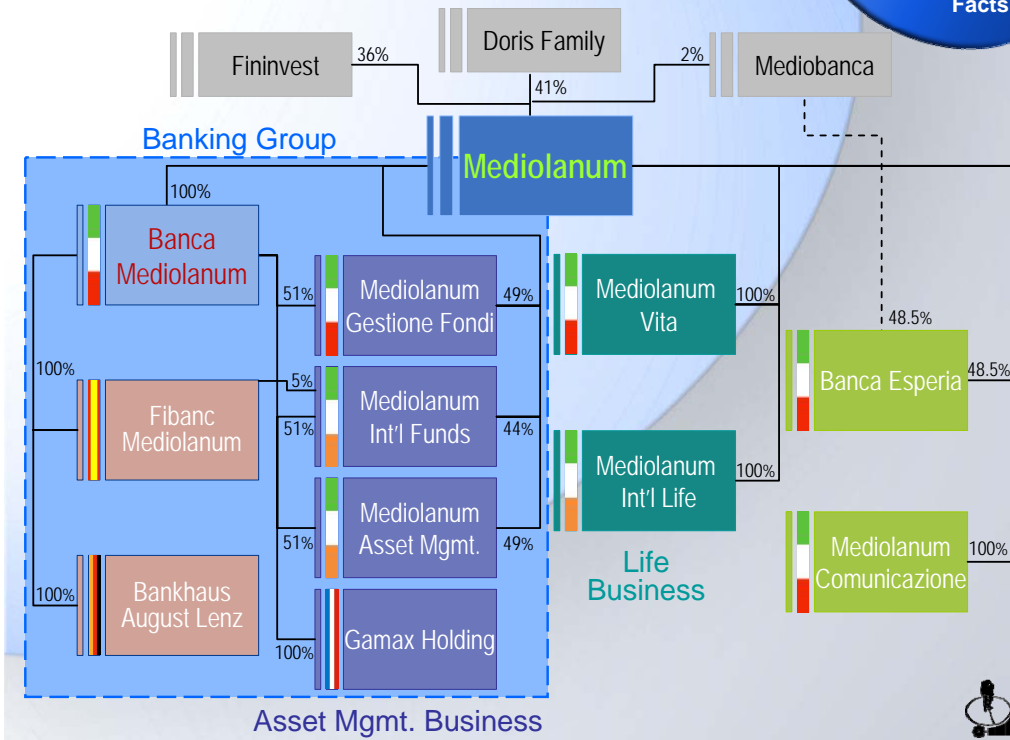 Facts
Doris Family
Fininvest
36%
2%
Mediobanca
41%
Banking Group
Mediolanum
100%
Banca
Mediolanum
51%
Mediolanum
Gestione Fondi
49%
Mediolanum
Vita
100%
48.5%
100%
5%
Banca Esperia
48.5%
Fibanc
Mediolanum
51%
Mediolanum
Int'l Funds
44%
Mediolanum
Int'l Life
100%
51%
Mediolanum
Asset Mgmt.
49%
Life
Business
Mediolanum
Comunicazione
100%
100%
Bankhaus
August Lenz
100%
Gamax Holding
Asset Mgmt. Business